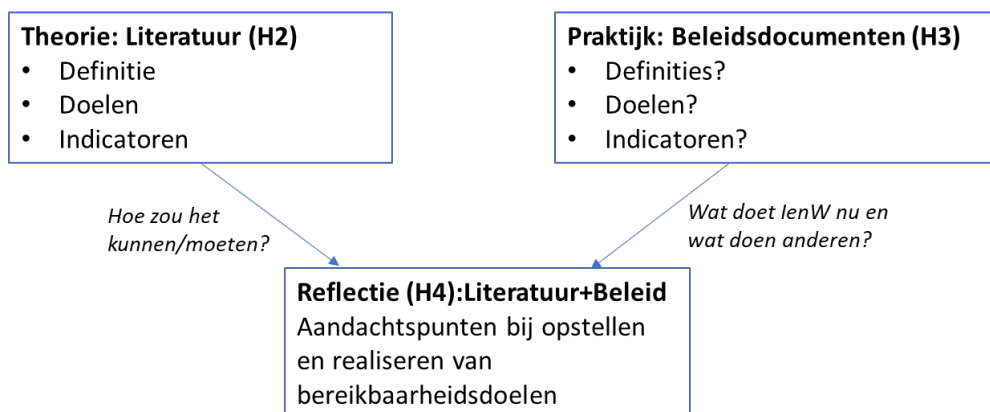 Theorie: Literatuur (H2)
• Definitie
• Doelen
• Indicatoren
Praktijk: Beleidsdocumenten (H3)
• Definities?
• Doelen?
• Indicatoren?
Hoe zou het
kunnen/moeten?
Wat doet IenW nu en
wat doen anderen?
Reflectie (H4):Literatuur+Beleid
Aandachtspunten bij opstellen
en realiseren van
bereikbaarheidsdoelen